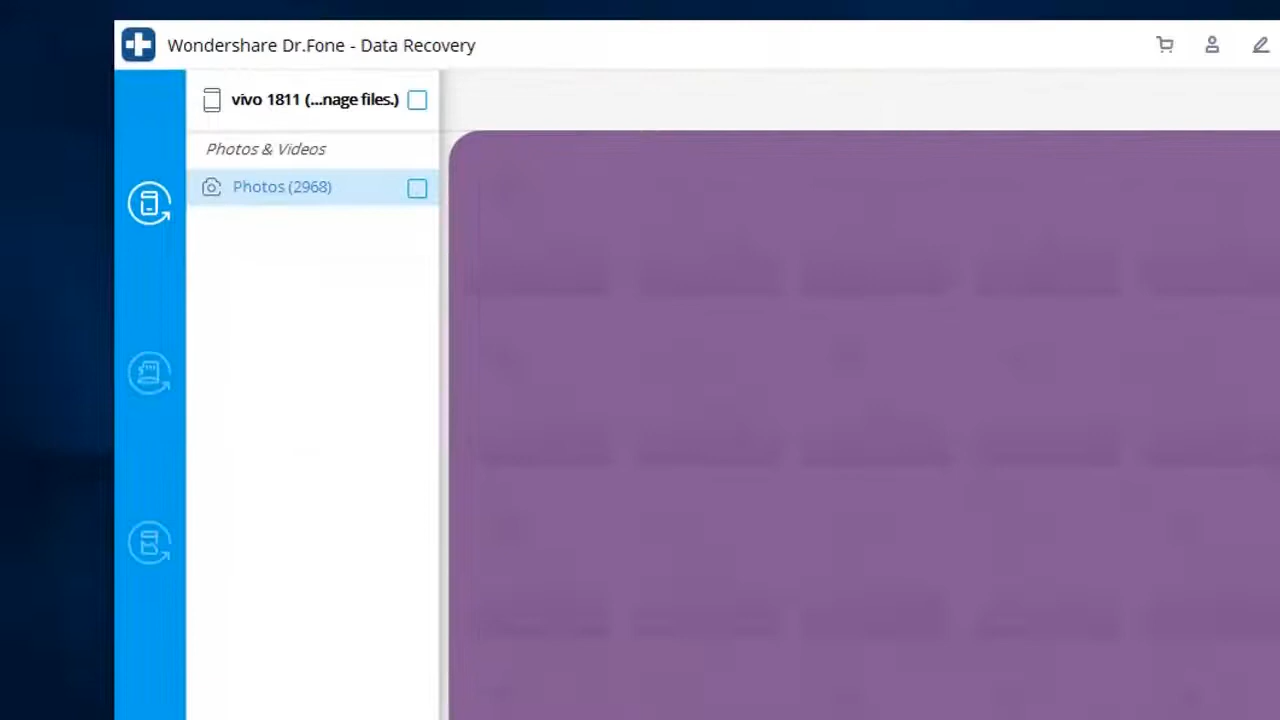 Wondershare Dr.Fone - Data Recovery
vivo 1811 (...nage files.)
Photos & Videos
Photos (2968)